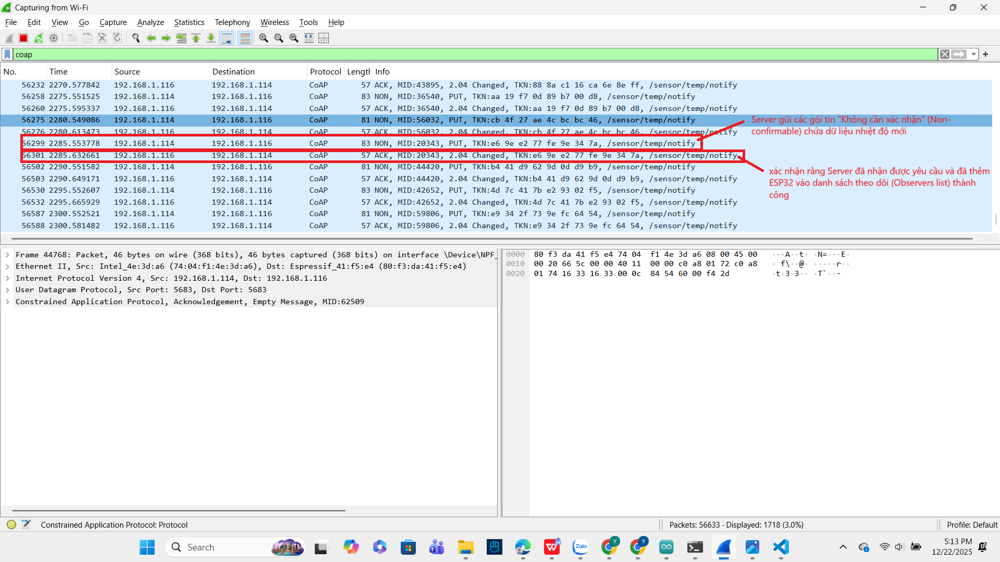 Capturing from Wi-Fi
File Edit View Go Capture Analyze Statistics Telephony Wireless Tools Help
coap
No. Time Source Destination Protocol Length Info
56232 2270.577842 192.168.1.116 192.168.1.114 CoAP 57 ACK, MID:43895, 2.04 Changed, TKN:88 8a c1 16 ca 6e 8e ff, /sensor/temp/notify
56258 2275.551525 192.168.1.114 192.168.1.116 CoAP 83 NON, MID:36540, PUT, TKN:aa 19 f7 0d 89 b7 00 d8, /sensor/temp/notify
56260 2275.595337 192.168.1.116 192.168.1.114 CoAP 57 ACK, MID:36540, 2.04 Changed, TKN:aa 19 f7 0d 89 b7 00 d8, /sensor/temp/notify
56275 2280.549086 192.168.1.114 192.168.1.116 CoAP 81 NON, MID:56032, PUT, TKN:cb 4f 27 ae 4c bc bc 46, /sensor/temp/notify
56276 2280.613473 192.168.1.116 192.168.1.114 CoAP 57 ACK, MID:56032, 2.04 Changed, TKN:cb 4f 27 ae 4c bc bc 46, /sensor/temp/notify
56299 2285.553778 192.168.1.114 192.168.1.116 CoAP 83 NON, MID:20343, PUT, TKN:e6 9e e2 77 fe 9e 34 7a, /sensor/temp/notify
56301 2285.632661 192.168.1.116 192.168.1.114 CoAP 57 ACK, MID:20343, 2.04 Changed, TKN:e6 9e e2 77 fe 9e 34 7a, /sensor/temp/notify
56502 2290.551582 192.168.1.114 192.168.1.116 CoAP 81 NON, MID:44420, PUT, TKN:b4 41 d9 62 9d 0d d9 b9, /sensor/temp/notify
56503 2290.649171 192.168.1.116 192.168.1.114 CoAP 57 ACK, MID:44420, 2.04 Changed, TKN:b4 41 d9 62 9d 0d d9 b9, /sensor/temp/notify
56530 2295.552607 192.168.1.114 192.168.1.116 CoAP 83 NON, MID:42652, PUT, TKN:4d 7c 41 7b e2 93 02 f5, /sensor/temp/notify
56532 2295.665929 192.168.1.116 192.168.1.114 CoAP 57 ACK, MID:42652, 2.04 Changed, TKN:4d 7c 41 7b e2 93 02 f5, /sensor/temp/notify
56587 2300.552521 192.168.1.114 192.168.1.116 CoAP 81 NON, MID:59806, PUT, TKN:e9 34 2f 73 9e fc 64 54, /sensor/temp/notify
56588 2300.581482 192.168.1.116 192.168.1.114 CoAP 57 ACK, MID:59806, 2.04 Changed, TKN:e9 34 2f 73 9e fc 64 54, /sensor/temp/notify
Server gửi các gói tin "Không cần xác nhận" (Non-
confirmable) chứa dữ liệu nhiệt độ mới
xác nhận rằng Server đã nhận được yêu cầu và đã thêm
ESP32 vào danh sách theo dõi (Observers list) thành
công
Frame 44768: Packet, 46 bytes on wire (368 bits), 46 bytes captured (368 bits) on interface \Device\NPF_
Ethernet II, Src: Intel_4e:3d:a6 (74:04:f1:4e:3d:a6), Dst: Espressif_41:f5:e4 (80:f3:da:41:f5:e4)
Internet Protocol Version 4, Src: 192.168.1.114, Dst: 192.168.1.116
User Datagram Protocol, Src Port: 5683, Dst Port: 5683
Constrained Application Protocol, Acknowledgement, Empty Message, MID:62509
0000 80 f3 da 41 f5 e4 74 04 f1 4e 3d a6 08 00 45 00 ···A··t· ·N=···E·
0010 00 20 66 5c 00 00 40 11 00 00 c0 a8 01 72 c0 a8 · f\··@· ·····r··
0020 01 74 16 33 16 33 00 0c 84 54 60 00 f4 2d ·t·3·3·· ·T`··-
Constrained Application Protocol: Protocol
Packets: 56633 · Displayed: 1718 (3.0%)
Profile: Default
Search
Zalo
5:13 PM
12/22/2025